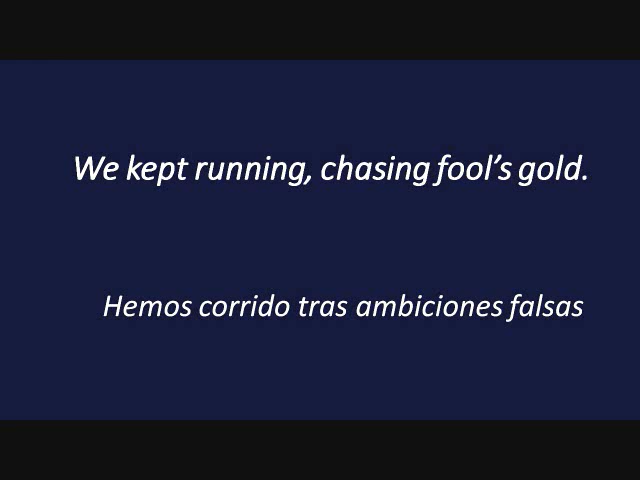 We kept running, chasing fool’s gold.
Hemos corrido tras ambiciones falsas